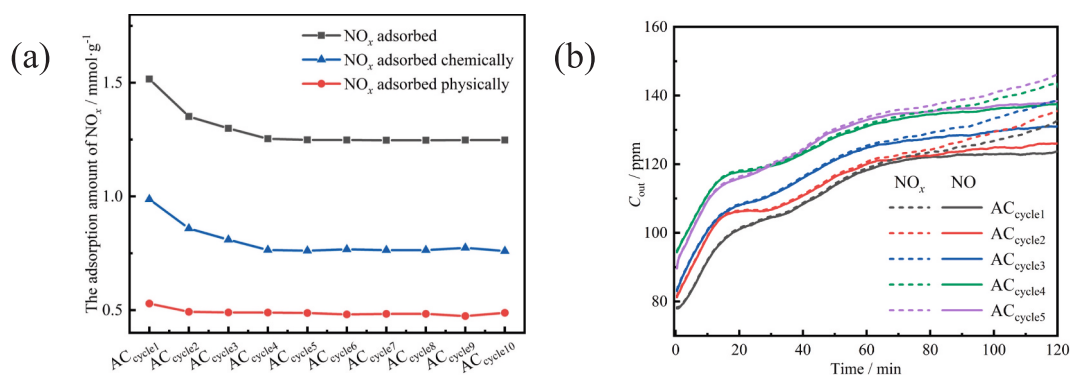 (a)
The adsorption amount of NOx / mmol·g-1
1.5
1.0
0.5
NOx adsorbed
NOx adsorbed chemically
NOx adsorbed physically
ACcycle1
ACcycle2
ACcycle3
ACcycle4
ACcycle5
ACcycle6
ACcycle7
ACcycle8
ACcycle9
ACcycle10
(b)
Cout / ppm
160
140
120
100
80
NOx NO
ACcycle1
ACcycle2
ACcycle3
ACcycle4
ACcycle5
0 20 40 60 80 100 120
Time / min